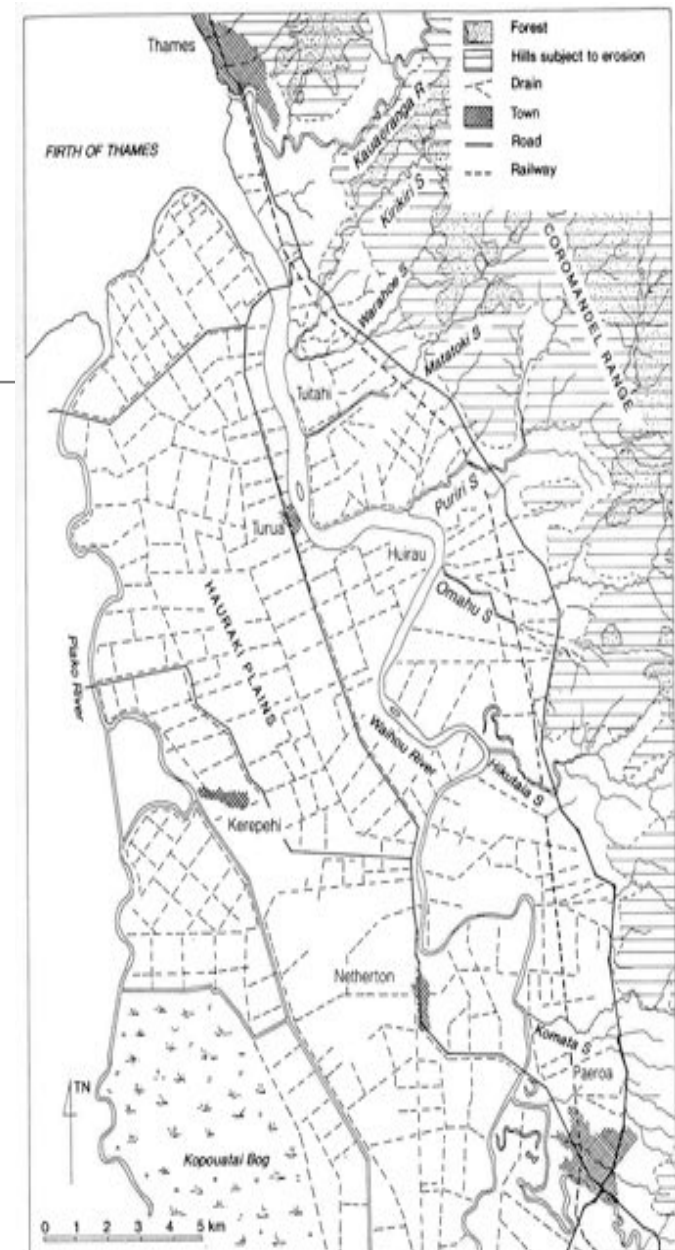 Thames
FIRTH OF THAMES
Forest
Hills subject to erosion
Drain
Town
Road
Railway
Kauaeranga R
Kirikiri S
Warahoe S
Matatoki S
COROMANDEL RANGE
Tutahi
Puriri S
Turua
Huirau
Omahu S
HAURAKI PLAINS
Piako River
Waihou River
Hikutaia S
Kerepehi
Netherton
Komata S
Paeroa
TN
Kopouatai Bog
0 1 2 3 4 5 km